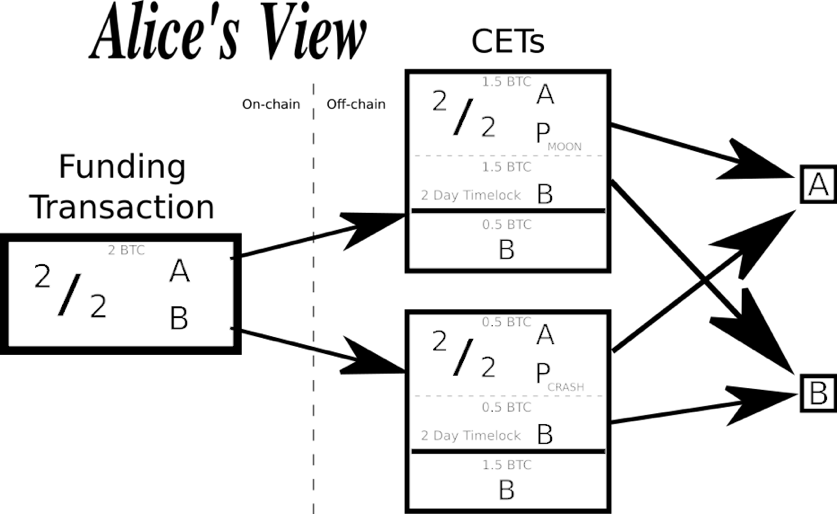 Alice's View
CETs
On-chain
Off-chain
Funding
Transaction
2 BTC
2/2
A
B
1.5 BTC
2/2
A
P MOON
1.5 BTC
2 Day Timelock B
0.5 BTC
B
0.5 BTC
2/2
A
P CRASH
0.5 BTC
2 Day Timelock B
1.5 BTC
B
A
B